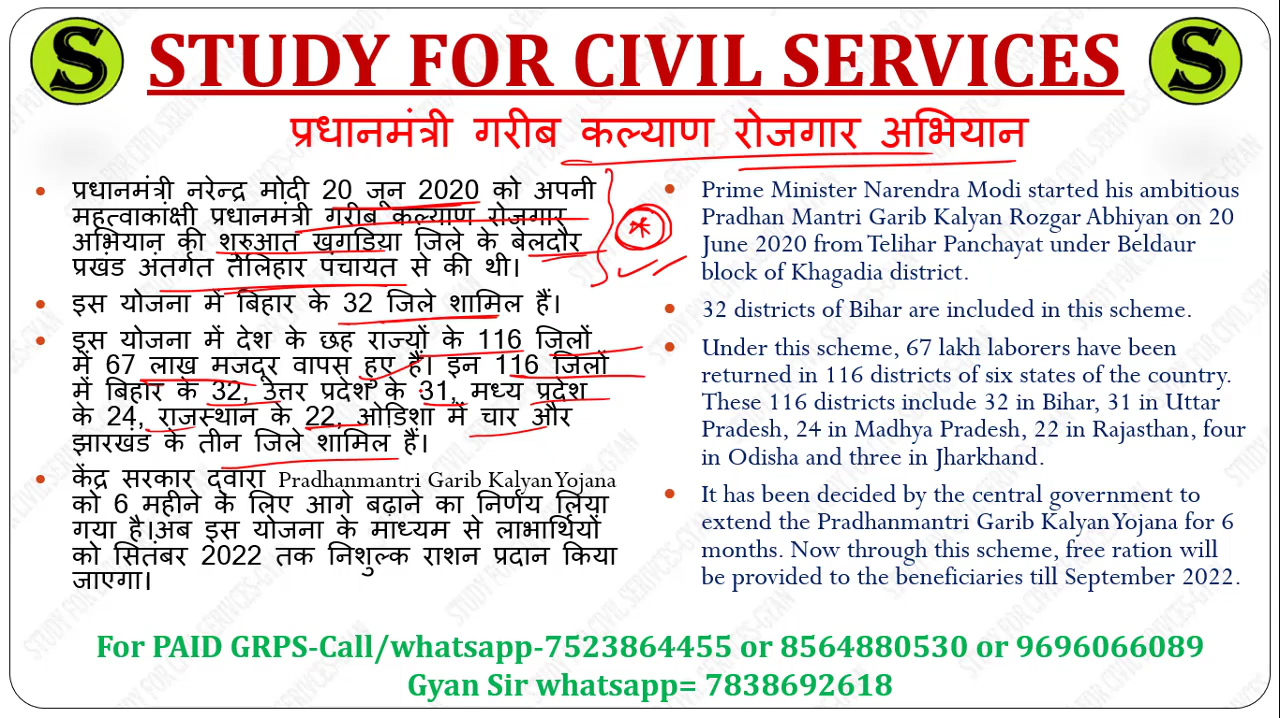 S STUDY FOR CIVIL SERVICES S
प्रधानमंत्री गरीब कल्याण रोजगार अभियान
प्रधानमंत्री नरेन्द्र मोदी 20 जून 2020 को अपनी
महत्वाकांक्षी प्रधानमंत्री गरीब कल्याण रोजगार
अभियान की शुरुआत खगड़िया जिले के बेलदौर
प्रखंड अंतर्गत तेलिहार पंचायत से की थी।
इस योजना में बिहार के 32 जिले शामिल हैं।
इस योजना में देश के छह राज्यों के 116 जिलों
में 67 लाख मजदूर वापस हुए हैं। इन 116 जिलों
में बिहार के 32, उत्तर प्रदेश के 31, मध्य प्रदेश
के 24, राजस्थान के 22, ओडिशा में चार और
झारखंड के तीन जिले शामिल हैं।
केंद्र सरकार द्वारा Pradhanmantri Garib Kalyan Yojana
को 6 महीने के लिए आगे बढ़ाने का निर्णय लिया
गया है।अब इस योजना के माध्यम से लाभार्थियों
को सितंबर 2022 तक निशुल्क राशन प्रदान किया
जाएगा।
Prime Minister Narendra Modi started his ambitious
Pradhan Mantri Garib Kalyan Rozgar Abhiyan on 20
June 2020 from Telihar Panchayat under Beldaur
block of Khagadia district.
32 districts of Bihar are included in this scheme.
Under this scheme, 67 lakh laborers have been
returned in 116 districts of six states of the country.
These 116 districts include 32 in Bihar, 31 in Uttar
Pradesh, 24 in Madhya Pradesh, 22 in Rajasthan, four
in Odisha and three in Jharkhand.
It has been decided by the central government to
extend the Pradhanmantri Garib Kalyan Yojana for 6
months. Now through this scheme, free ration will
be provided to the beneficiaries till September 2022.
For PAID GRPS-Call/whatsapp-7523864455 or 8564880530 or 9696066089
Gyan Sir whatsapp= 7838692618